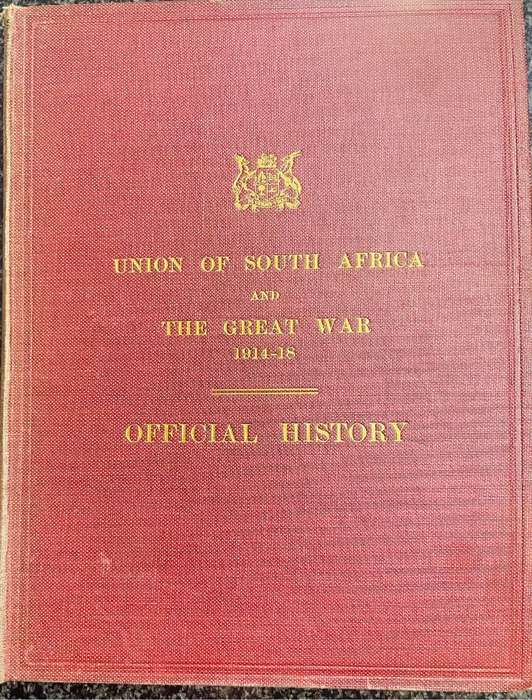 UNION OF SOUTH AFRICA
AND
THE GREAT WAR
1914-18
OFFICIAL HISTORY